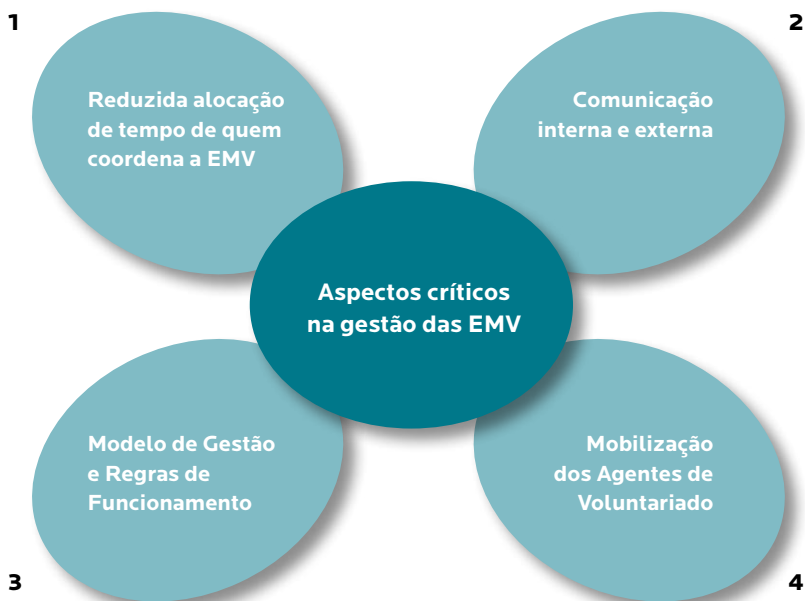 1
Reduzida alocação
de tempo de quem
coordena a EMV
2
Comunicação
interna e externa
Aspectos críticos
na gestão das EMV
3
Modelo de Gestão
e Regras de
Funcionamento
4
Mobilização
dos Agentes de
Voluntariado